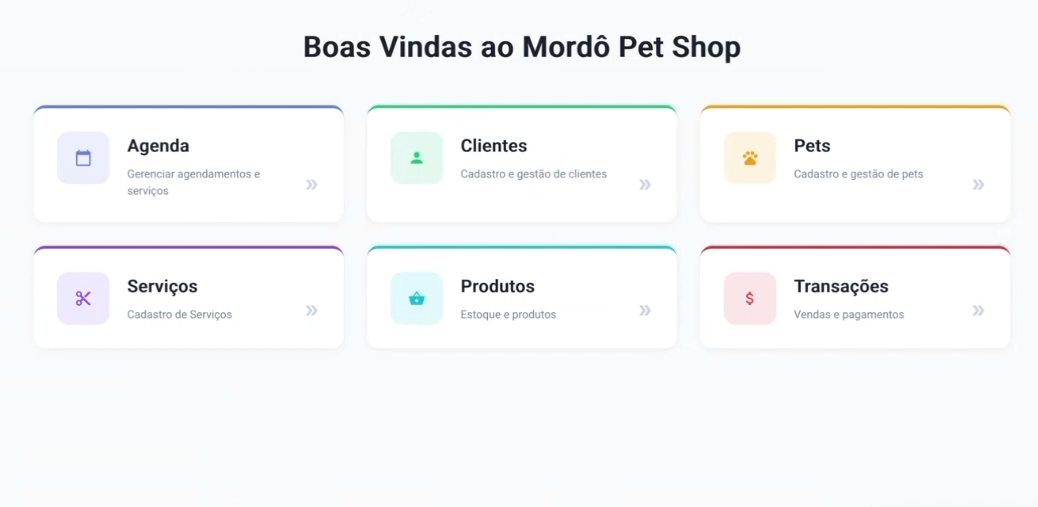 Boas Vindas ao Mordô Pet Shop
Agenda
Gerenciar agendamentos e
serviços
Clientes
Cadastro e gestão de clientes
Pets
Cadastro e gestão de pets
Serviços
Cadastro de Serviços
Produtos
Estoque e produtos
Transações
Vendas e pagamentos